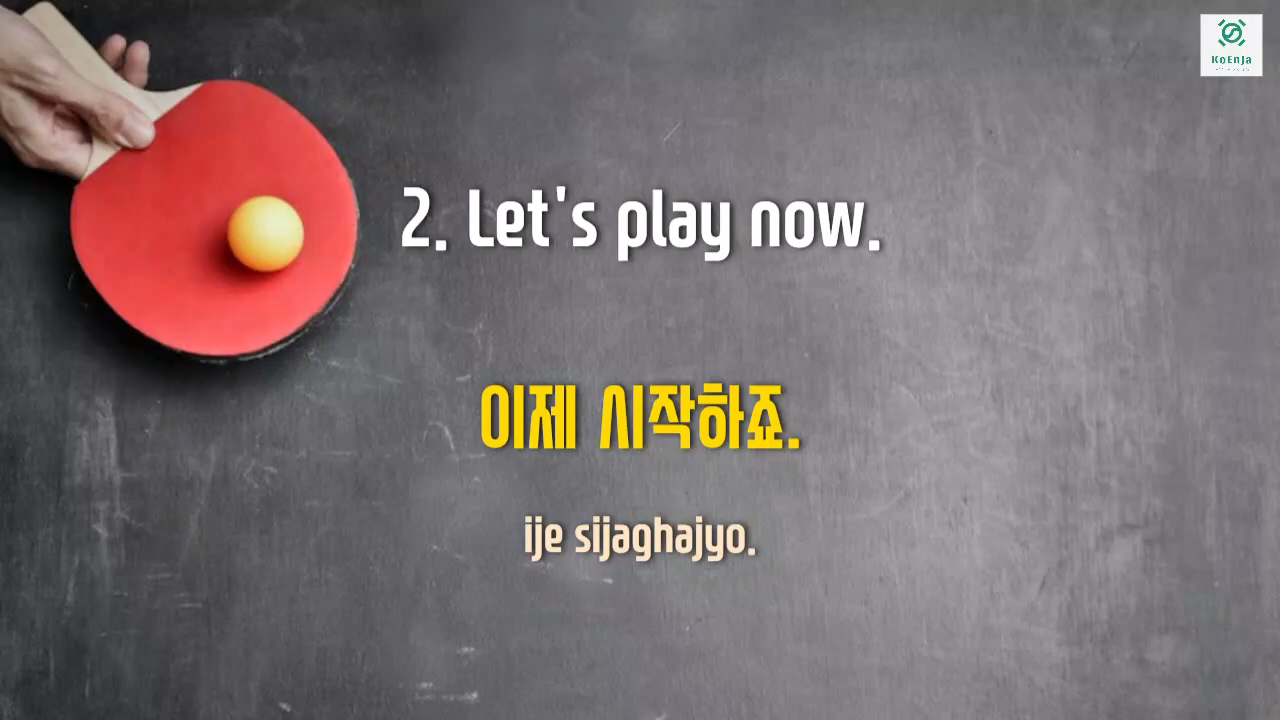 KoEnJa
2. Let's play now.
이제 시작하죠.
ije sijaghajyo.